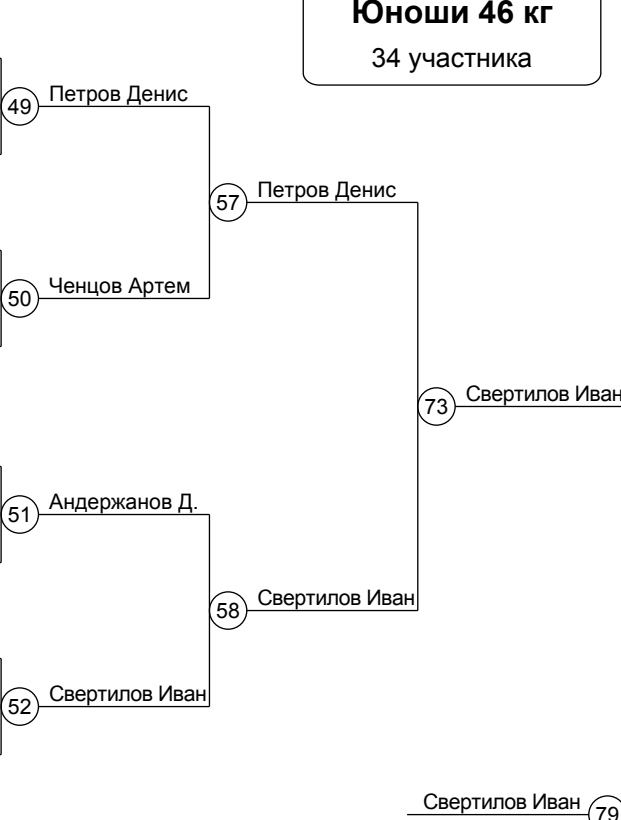 Юноши 46 кг
34 участника
49 Петров Денис
57 Петров Денис
50 Ченцов Артем
73 Свертилов Иван
51 Андержанов Д.
58 Свертилов Иван
52 Свертилов Иван
Свертилов Иван 79